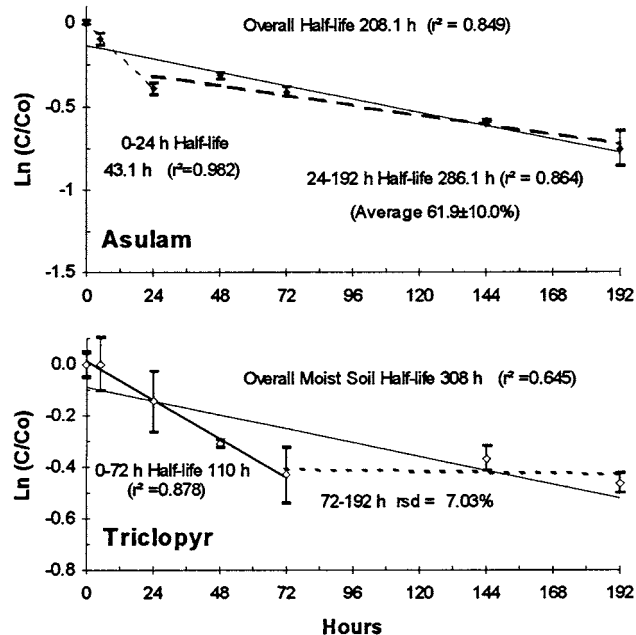 Overall Half-life 208.1 h (r² = 0.849)
0
-0.5
-1
-1.5
Ln (C/Co)
0-24 h Half-life
43.1 h (r²=0.982)
24-192 h Half-life 286.1 h (r² = 0.864)
(Average 61.9±10.0%)
Asulam
0 24 48 72 96 120 144 168 192
Overall Moist Soil Half-life 308 h (r² =0.645)
0.0
-0.2
-0.4
-0.6
-0.8
Ln (C/Co)
0-72 h Half-life 110 h
(r² =0.878)
72-192 h rsd = 7.03%
Triclopyr
0 24 48 72 96 120 144 168 192
Hours